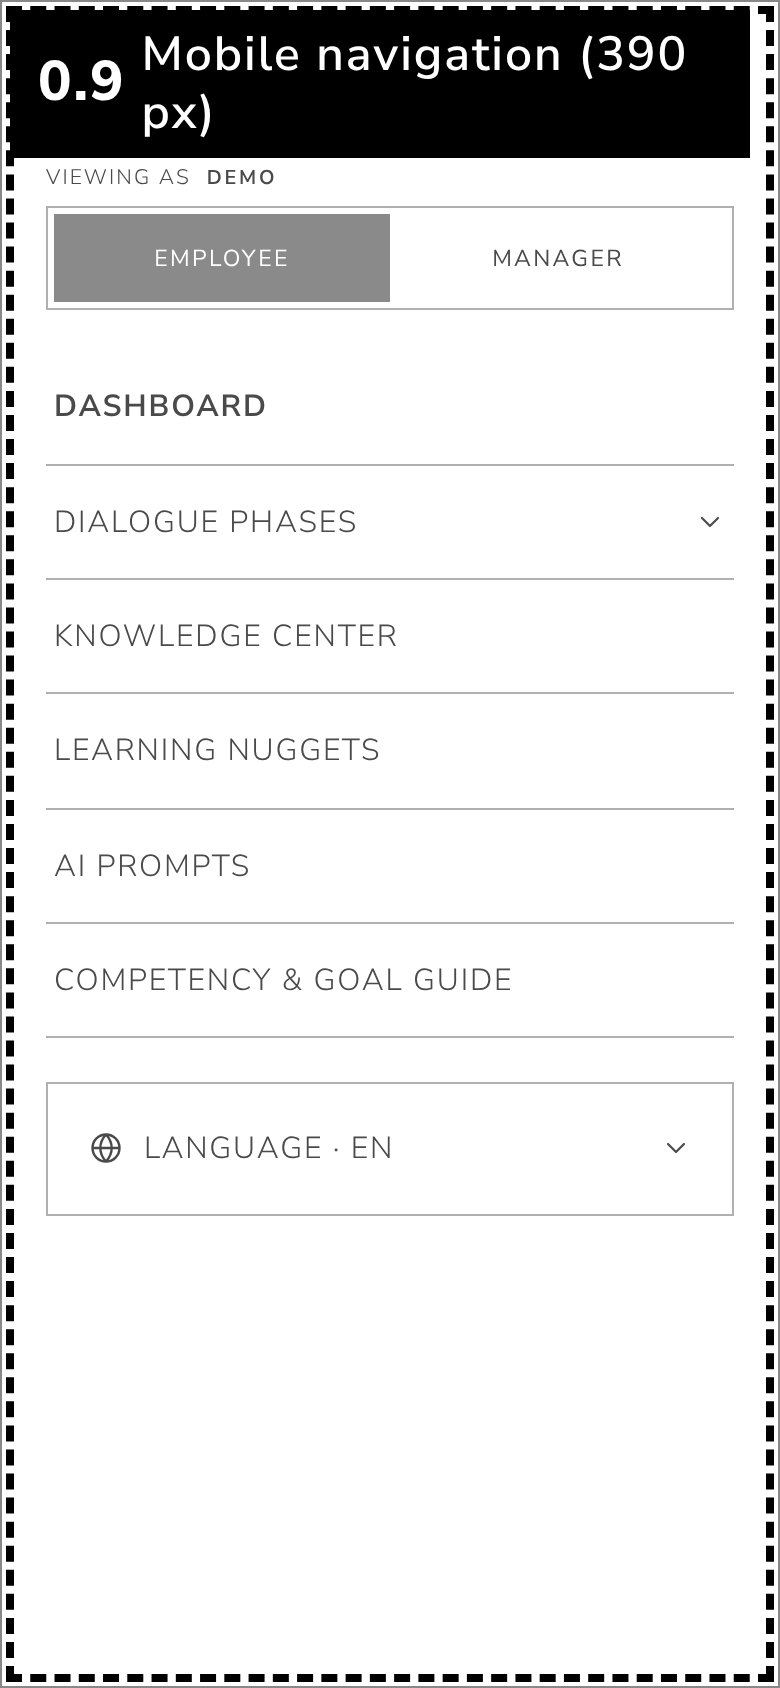 0.9 Mobile navigation (390
px)
VIEWING AS DEMO
EMPLOYEE MANAGER
DASHBOARD
DIALOGUE PHASES
KNOWLEDGE CENTER
LEARNING NUGGETS
AI PROMPTS
COMPETENCY & GOAL GUIDE
LANGUAGE · EN